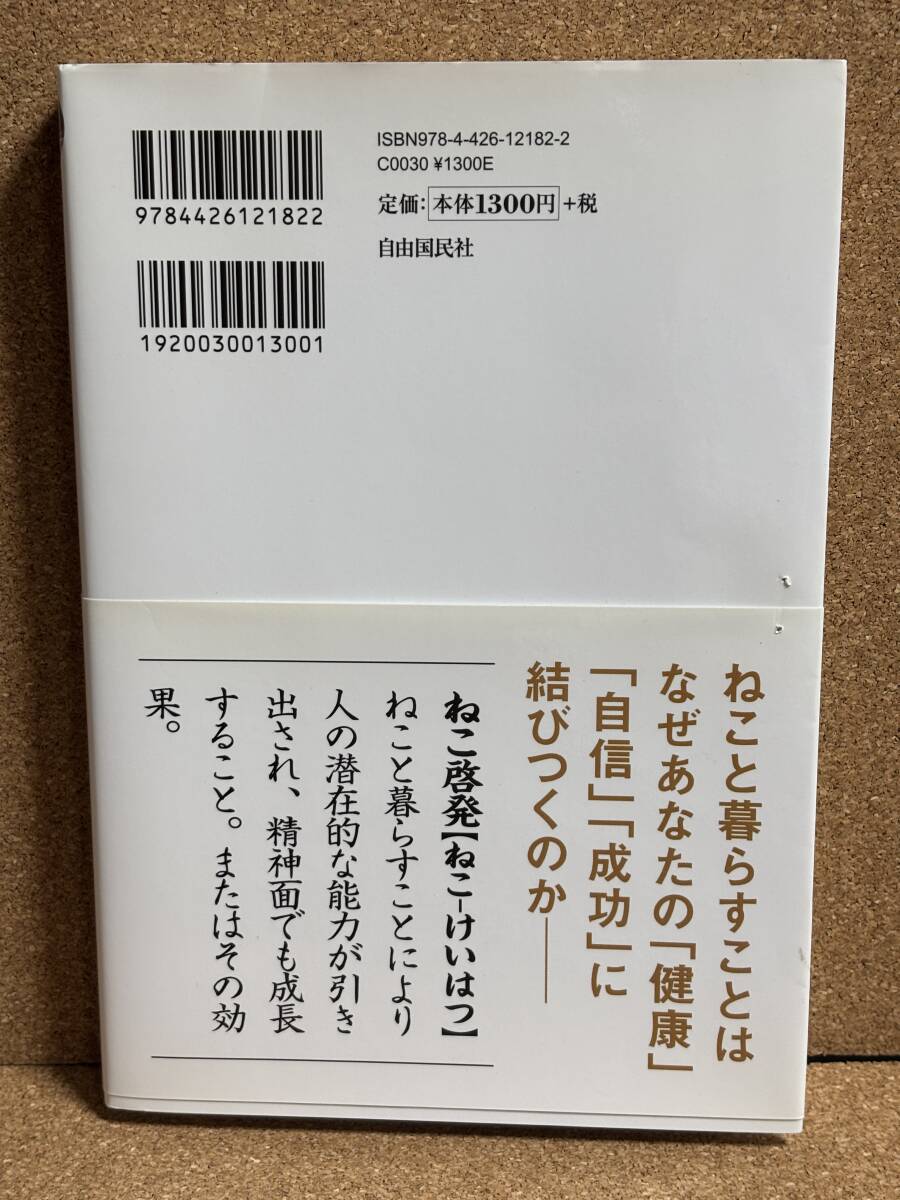 ISBN978-4-426-12182-2
C0030 ¥1300E
定価：本体1300円+税
自由国民社
9784426121822
1920030013001
ねこと暮らすことは
なぜあなたの「健康」
「自信」「成功」に
結びつくのか――
ねこ啓発【ねこ-けいはつ】
ねこと暮らすことにより
人の潜在的な能力が引き
出され、精神面でも成長
すること。またはその効
果。